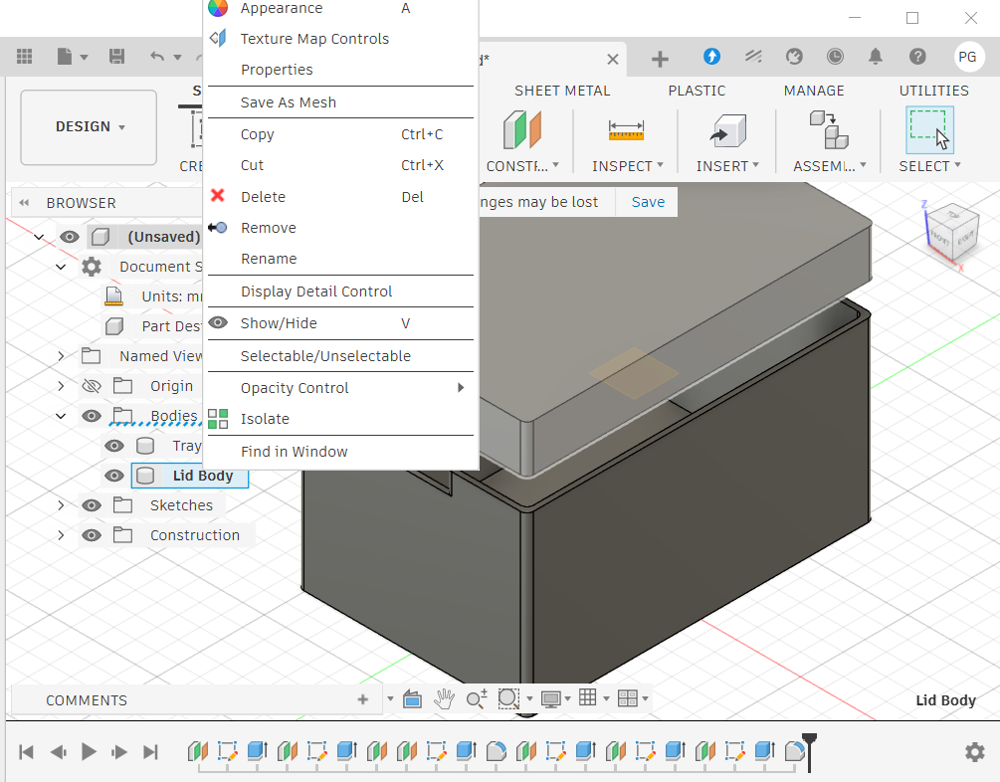 Appearance A
Texture Map Controls
Properties
Save As Mesh
Copy Ctrl+C
Cut Ctrl+X
Delete Del
Remove
Rename
Display Detail Control
Show/Hide V
Selectable/Unselectable
Opacity Control
Isolate
Find in Window
PG
SHEET METAL PLASTIC MANAGE UTILITIES
DESIGN
CONSTR... INSPECT INSERT ASSEM... SELECT
nges may be lost Save
BROWSER
(Unsaved)
Document S
Units: m
Part Des
Named View
Origin
Bodies
Tray
Lid Body
Sketches
Construction
Z
X
COMMENTS
Lid Body